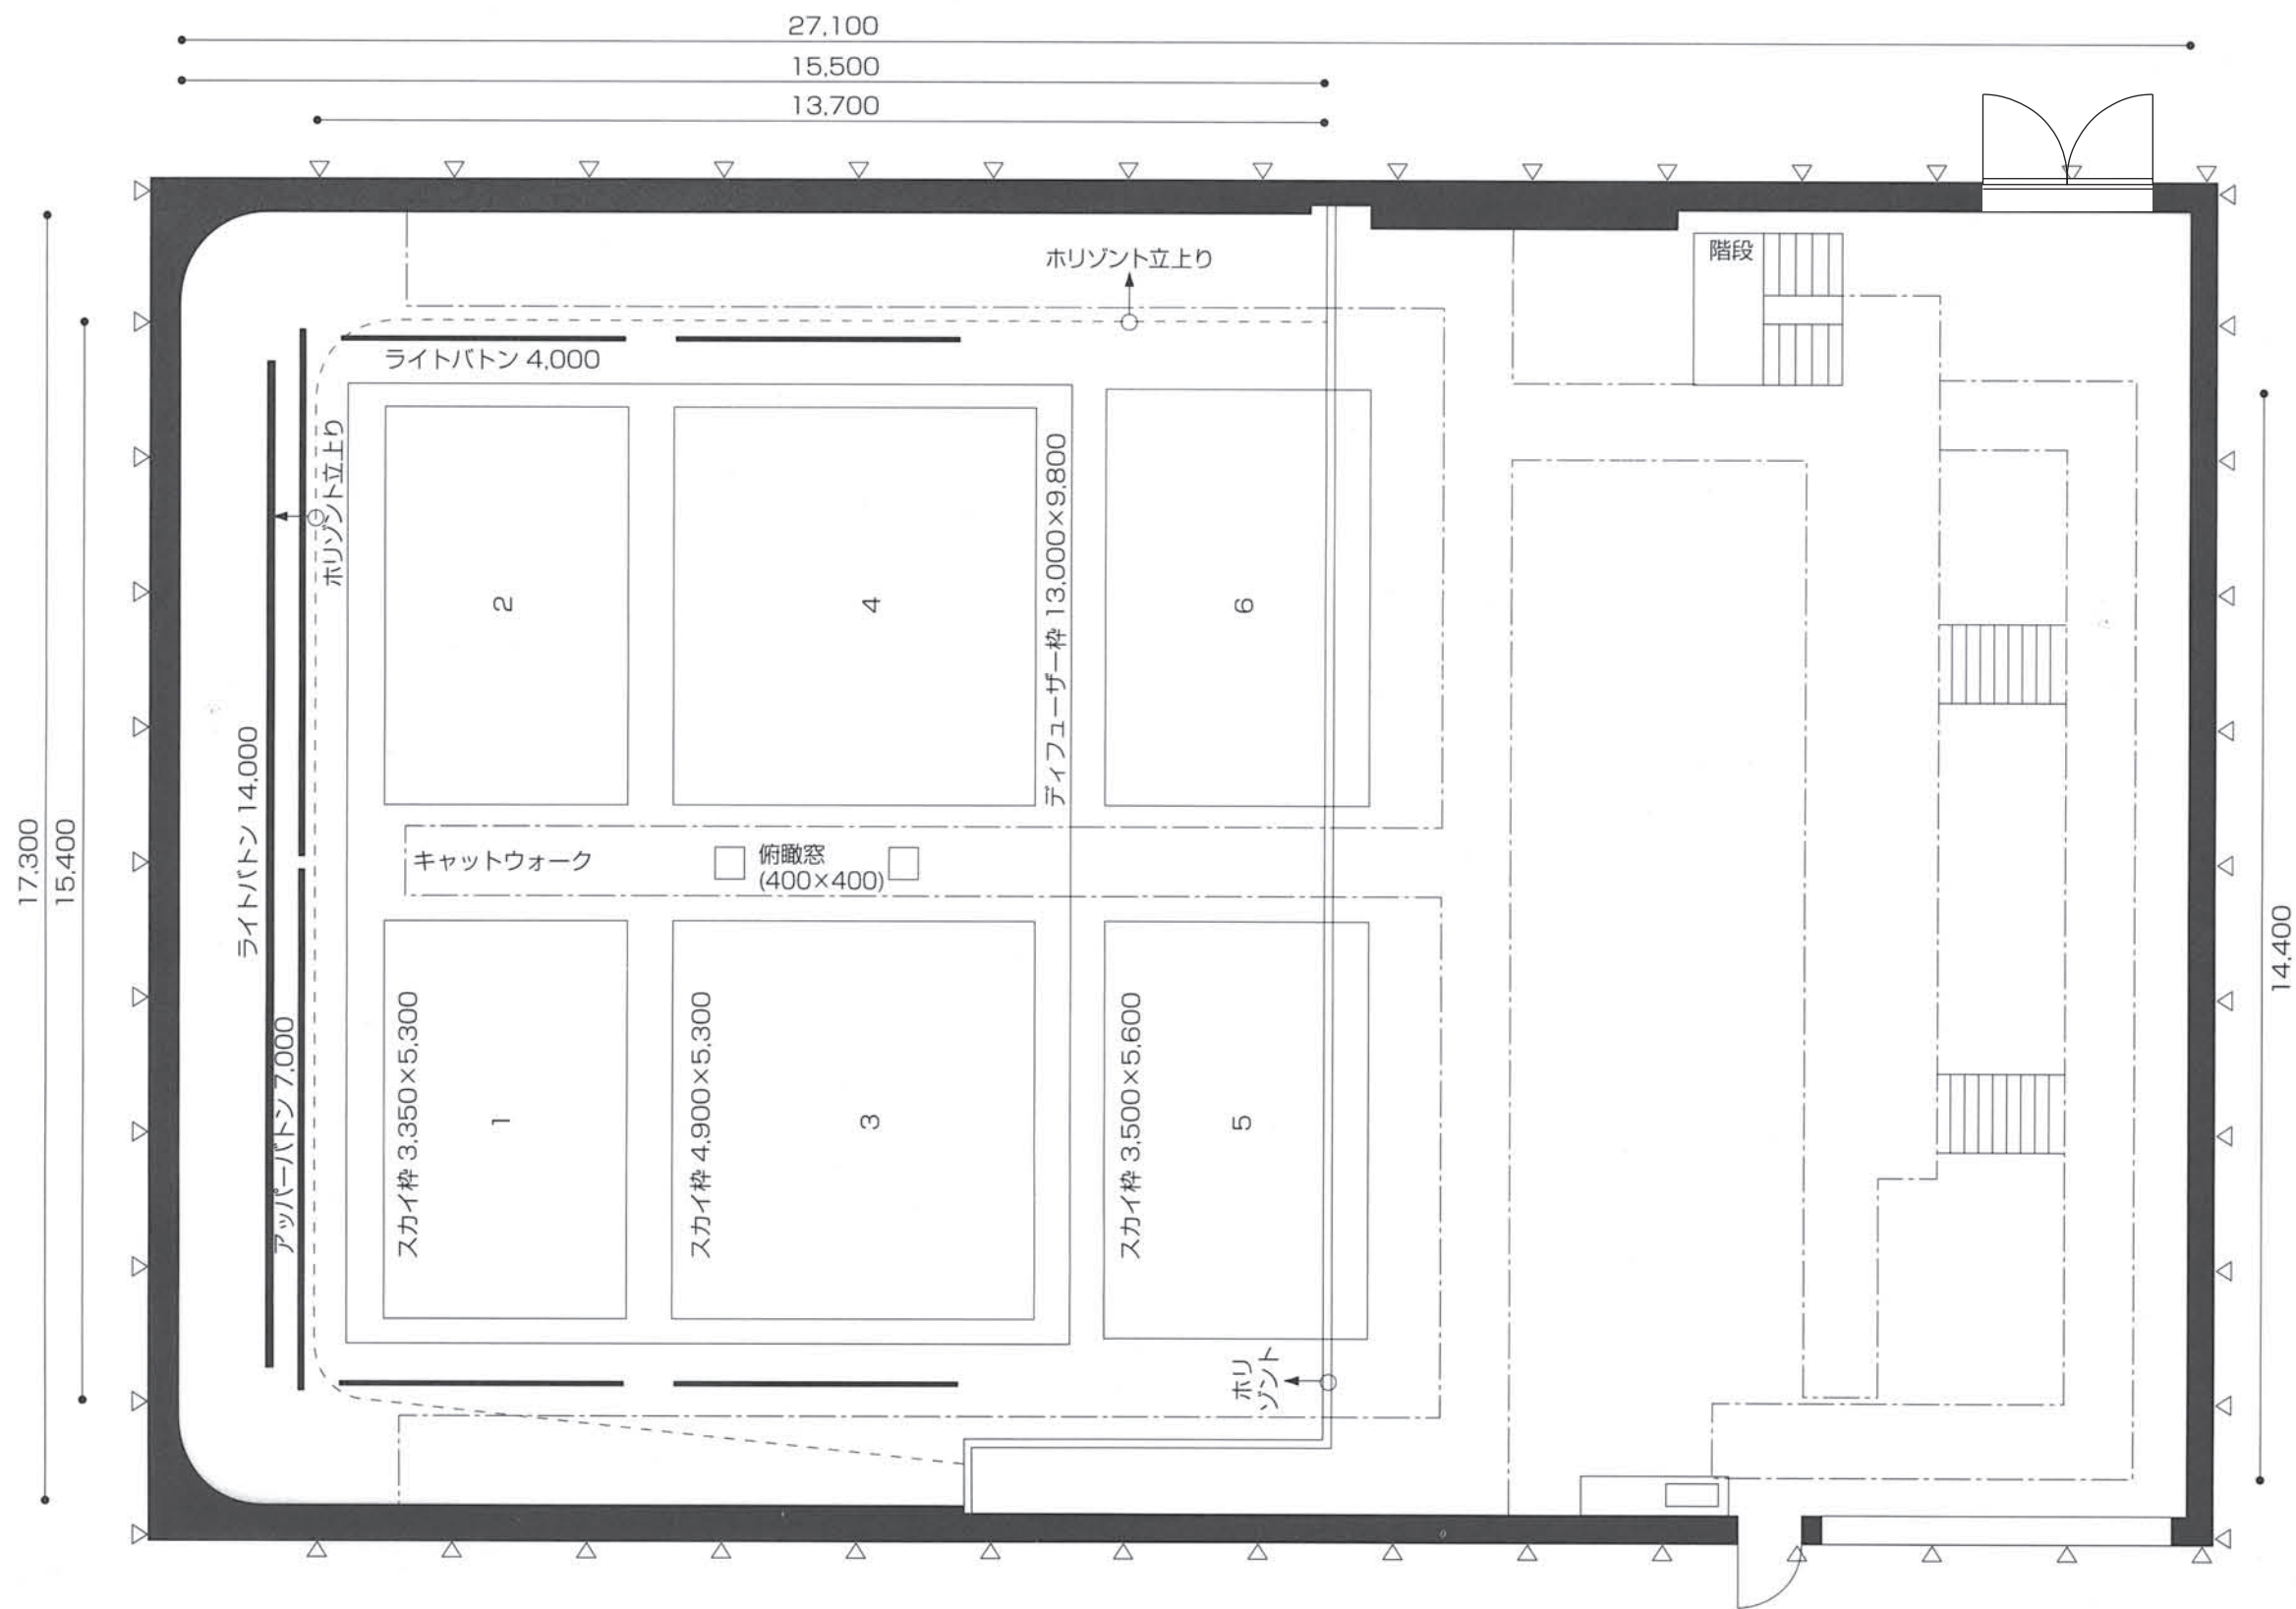 27,100
15,500
13,700
ホリゾント立上り
階段
ライトバトン 4,000
ホリゾント立上り
2
4
ディフューザー枠 13,000×9,800
6
ライトバトン 14,000
17,300
15,400
キャットウォーク
俯瞰窓
(400×400)
14,400
アッパーバトン 7,000
スカイ枠 3,350×5,300
1
スカイ枠 4,900×5,300
3
スカイ枠 3,500×5,600
5
ホリ
ゾント